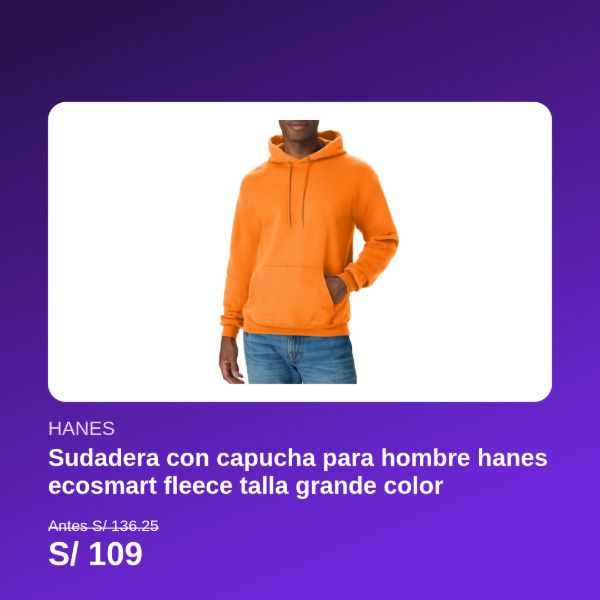 HANES
Sudadera con capucha para hombre hanes
ecosmart fleece talla grande color
Antes S/ 136.25
S/ 109